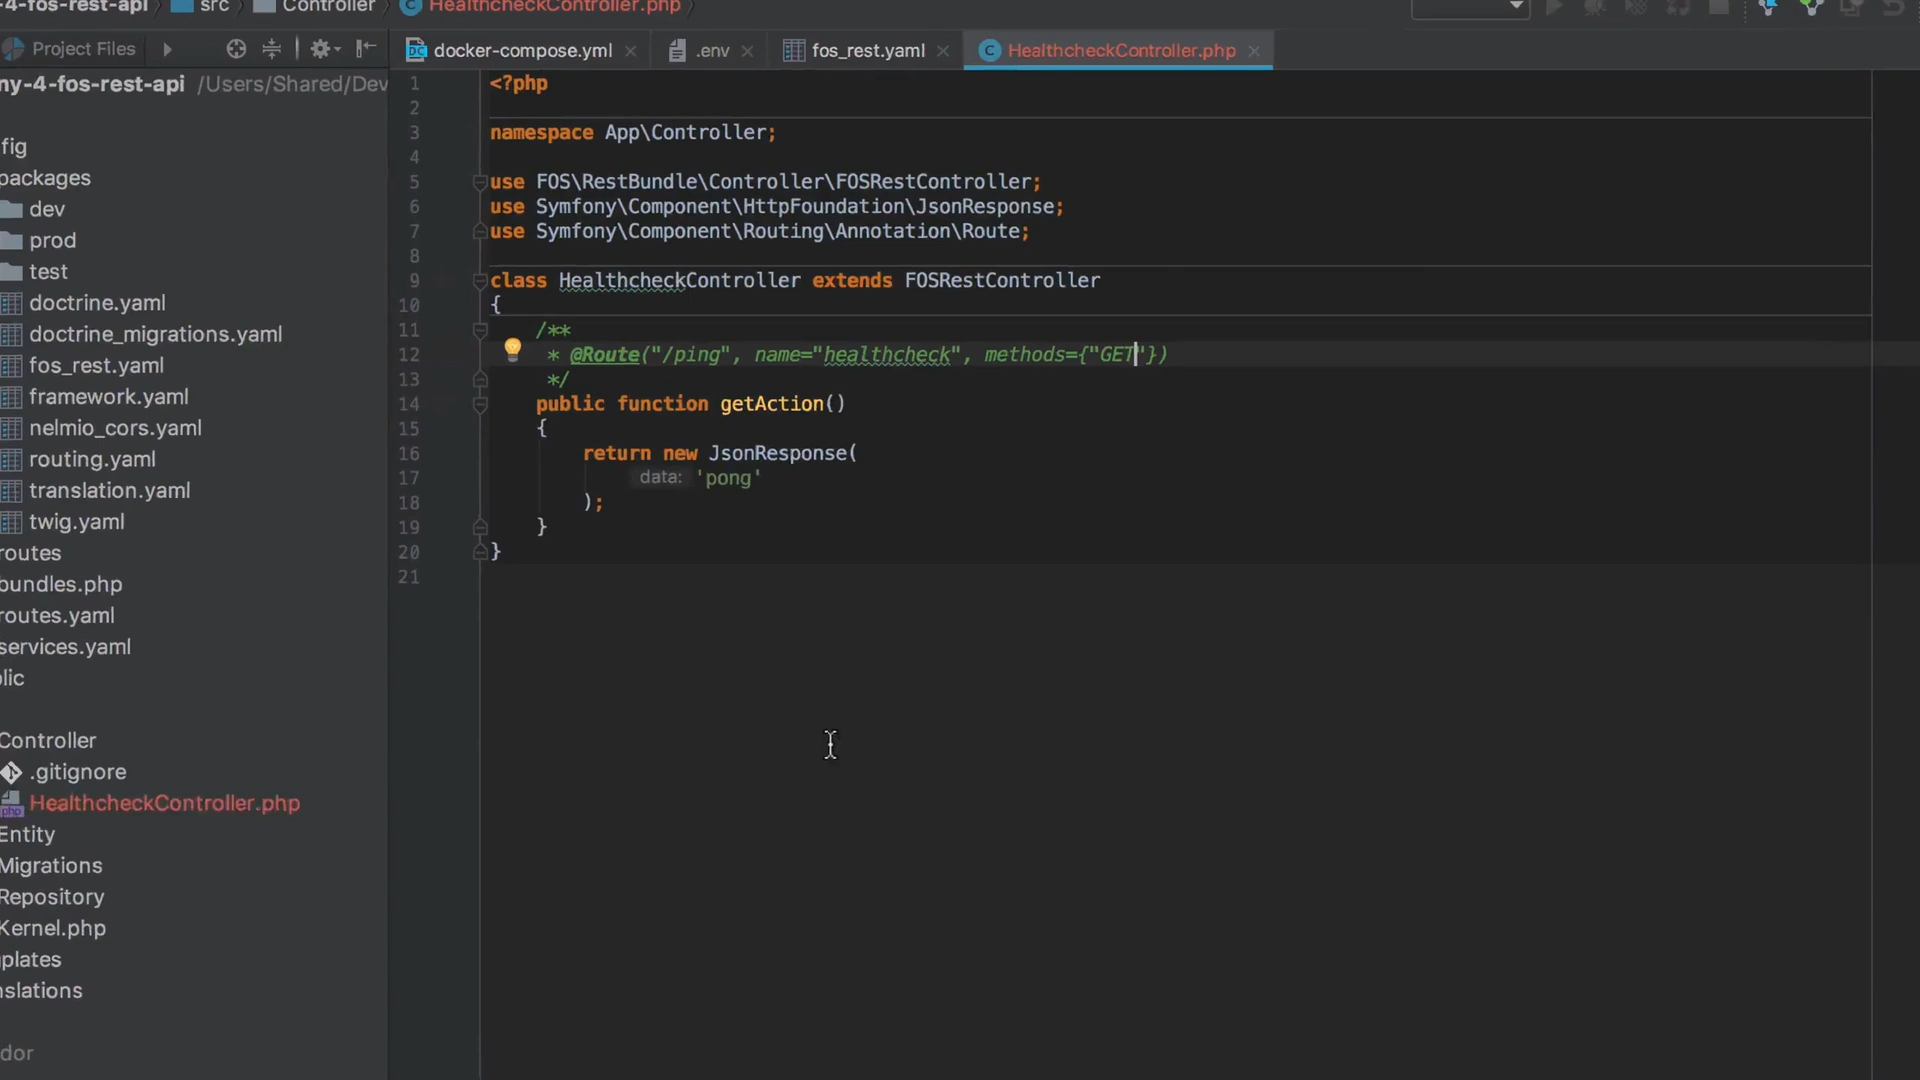 -4-fos-rest-api src Controller HealthcheckController.php
Project Files
docker-compose.yml .env fos_rest.yaml HealthcheckController.php
ny-4-fos-rest-api /Users/Shared/Dev
fig
packages
dev
prod
test
doctrine.yaml
doctrine_migrations.yaml
fos_rest.yaml
framework.yaml
nelmio_cors.yaml
routing.yaml
translation.yaml
twig.yaml
routes
bundles.php
routes.yaml
services.yaml
lic
Controller
.gitignore
HealthcheckController.php
Entity
Migrations
Repository
Kernel.php
plates
nslations
dor
1 <?php
2
3 namespace App\Controller;
4
5 use FOS\RestBundle\Controller\FOSRestController;
6 use Symfony\Component\HttpFoundation\JsonResponse;
7 use Symfony\Component\Routing\Annotation\Route;
8
9 class HealthcheckController extends FOSRestController
10 {
11 /**
12 * @Route("/ping", name="healthcheck", methods={"GET"})
13 */
14 public function getAction()
15 {
16 return new JsonResponse(
17 data: 'pong'
18 );
19 }
20 }
21